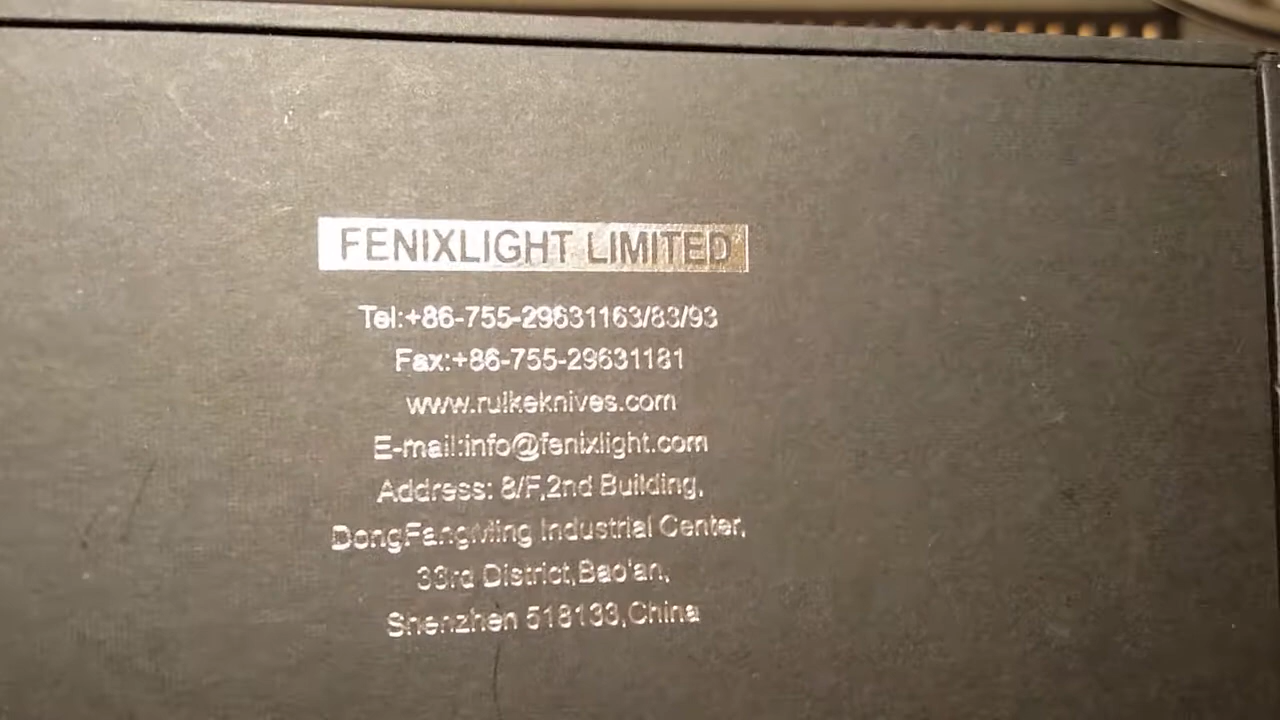 FENIXLIGHT LIMITED
Tel:+86-755-29631163/83/93
Fax:+86-755-29631181
www.ruikeknives.com
E-mail:info@fenixlight.com
Address: 8/F,2nd Building,
DongFangMing Industrial Center,
33rd District,Bao'an,
Shenzhen 518133,China